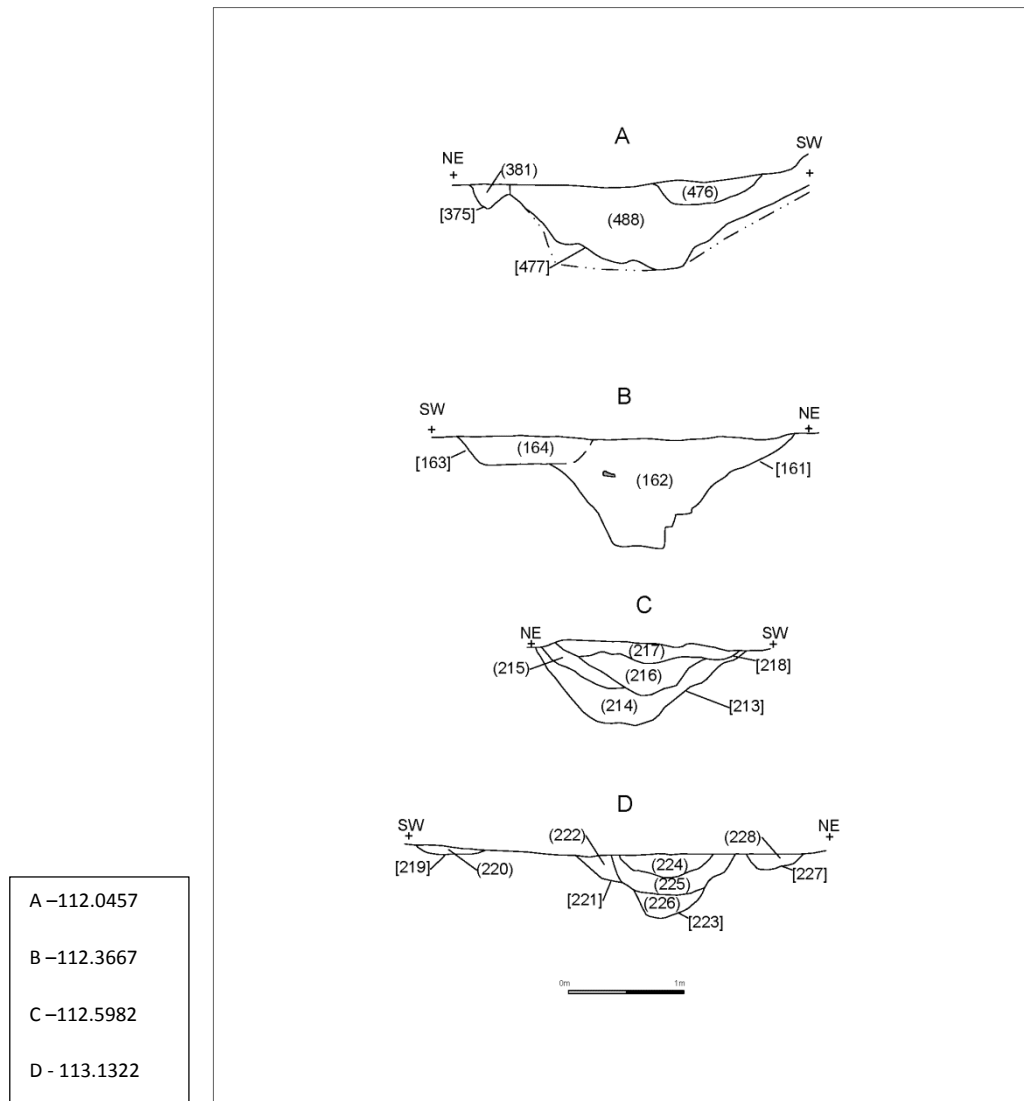 A
NE
SW
(381)
(476)
[375]
(488)
[477]
B
SW
NE
(164)
[163]
[161]
(162)
C
NE
SW
(217)
(215)
[218]
(216)
(214)
[213]
D
SW
NE
(222)
(228)
(224)
[219]
(220)
(225)
[227]
[221]
(226)
[223]
0m
1m
A –112.0457
B –112.3667
C –112.5982
D - 113.1322